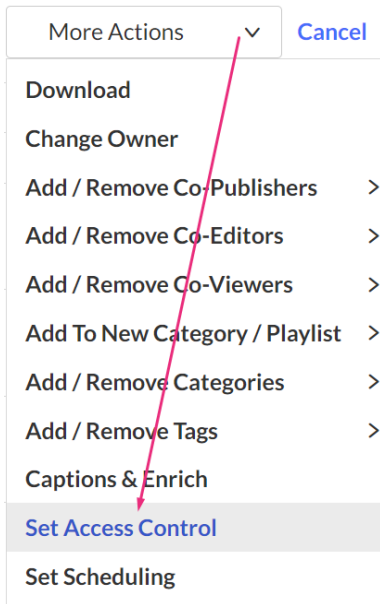 More Actions Cancel
Download
Change Owner
Add / Remove Co-Publishers
Add / Remove Co-Editors
Add / Remove Co-Viewers
Add To New Category / Playlist
Add / Remove Categories
Add / Remove Tags
Captions & Enrich
Set Access Control
Set Scheduling